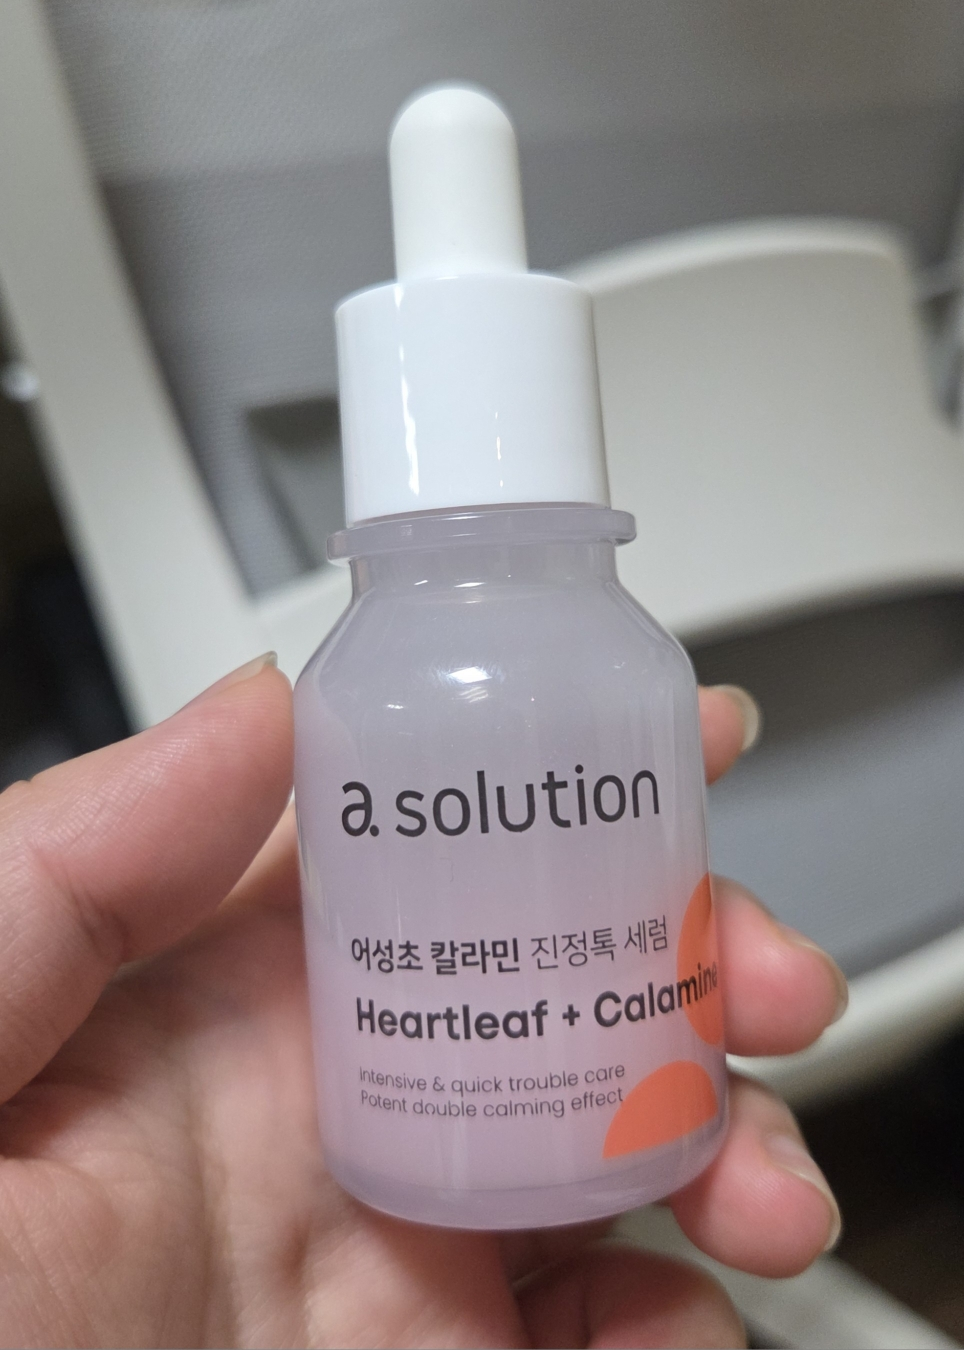 a. solution
어성초 칼라민 진정톡 세럼
Heartleaf + Calamine
Intensive & quick trouble care
Potent double calming effect